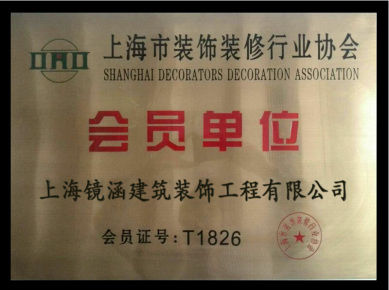 上海市装饰装修行业协会
SHANGHAI DECORATORS DECORATION ASSOCIATION
会员单位
上海镜涵建筑装饰工程有限公司
会员证号:T1826